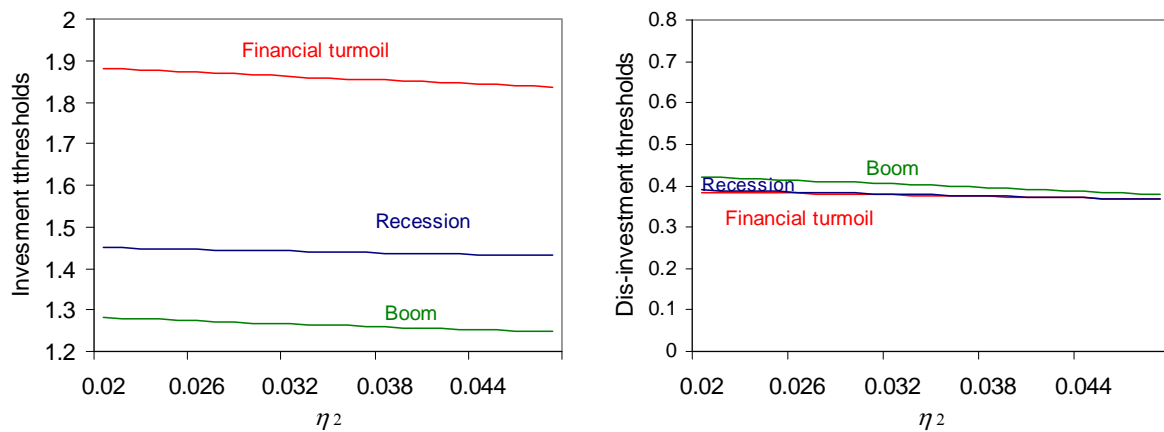 Invesment tthresholds
2
1.9
1.8
1.7
1.6
1.5
1.4
1.3
1.2
Financial turmoil
Recession
Boom
0.02 0.026 0.032 0.038 0.044
η 2
Dis-investment thresholds
0.8
0.7
0.6
0.5
0.4
0.3
0.2
0.1
0
Boom
Recession
Financial turmoil
0.02 0.026 0.032 0.038 0.044
η 2